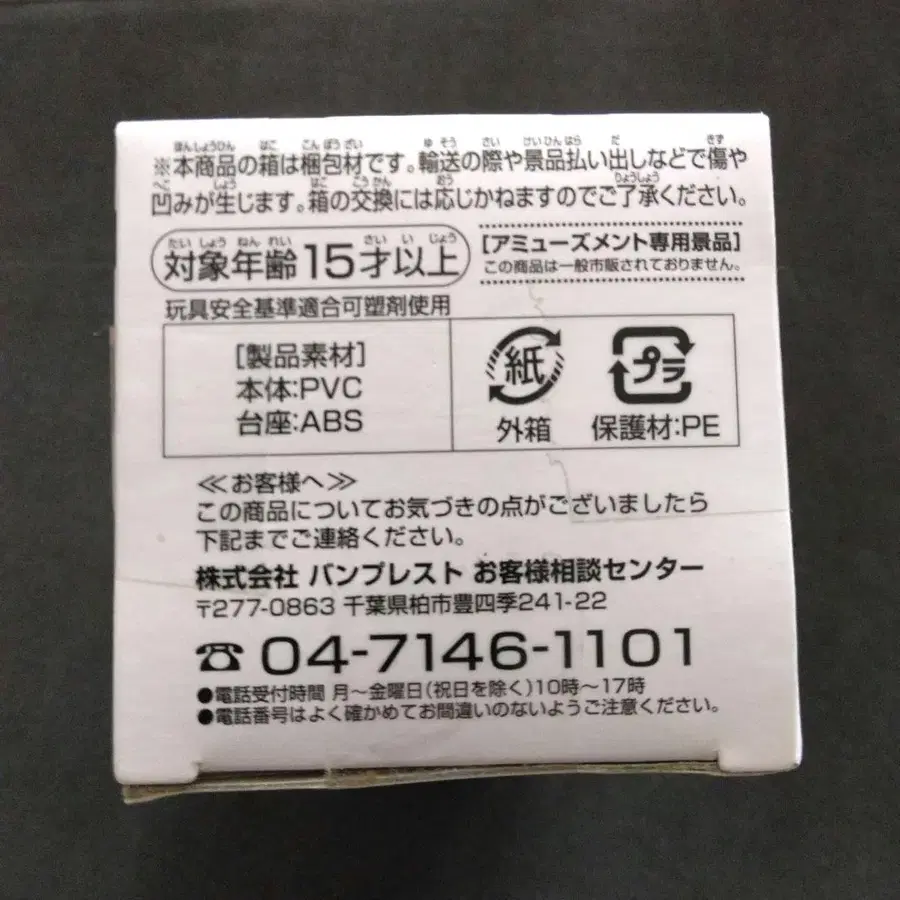 ※本商品の箱は梱包材です。輸送の際や景品払い出しなどで傷や
凹みが生じます。箱の交換には応じかねますのでご了承ください。
対象年齢15才以上
[アミューズメント専用景品]
この商品は一般市販されておりません。
玩具安全基準適合可塑剤使用
[製品素材]
本体:PVC
台座:ABS
紙
外箱
プラ
保護材:PE
≪お客様へ≫
この商品についてお気づきの点がございましたら
下記までご連絡ください。
株式会社 バンプレスト お客様相談センター
〒277-0863 千葉県柏市豊四季241-22
☎ 04-7146-1101
●電話受付時間 月～金曜日(祝日を除く)10時～17時
●電話番号はよく確かめてお間違いのないようご注意ください。